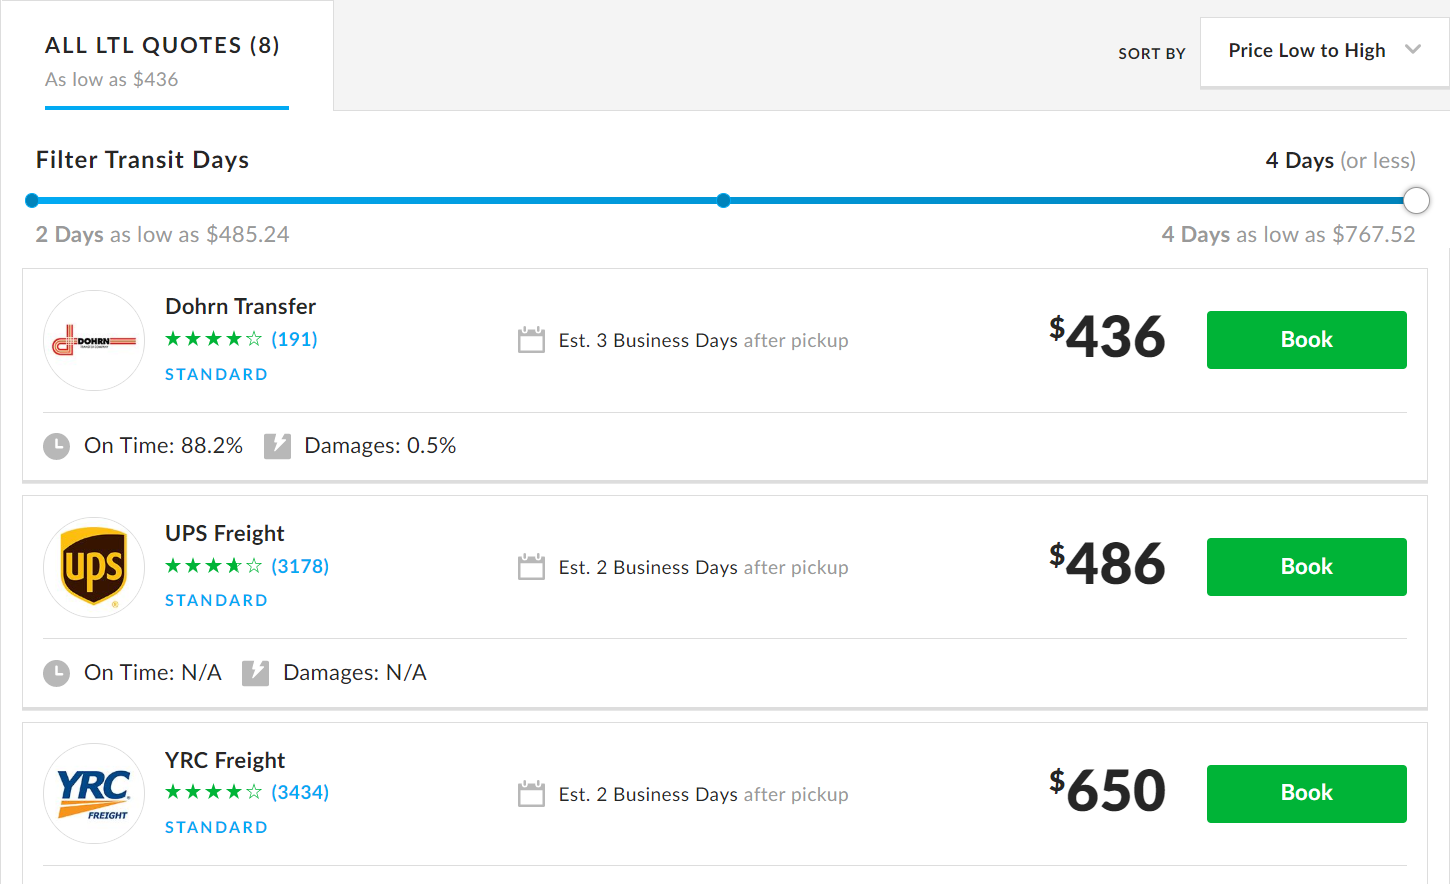 ALL LTL QUOTES (8)
As low as $436
SORT BY
Price Low to High
Filter Transit Days
4 Days (or less)
2 Days as low as $485.24
4 Days as low as $767.52
DOHRN
Dohrn Transfer
(191)
STANDARD
Est. 3 Business Days after pickup
$436
Book
On Time: 88.2%
Damages: 0.5%
ups
UPS Freight
(3178)
STANDARD
Est. 2 Business Days after pickup
$486
Book
On Time: N/A
Damages: N/A
YRC
FREIGHT
YRC Freight
(3434)
STANDARD
Est. 2 Business Days after pickup
$650
Book